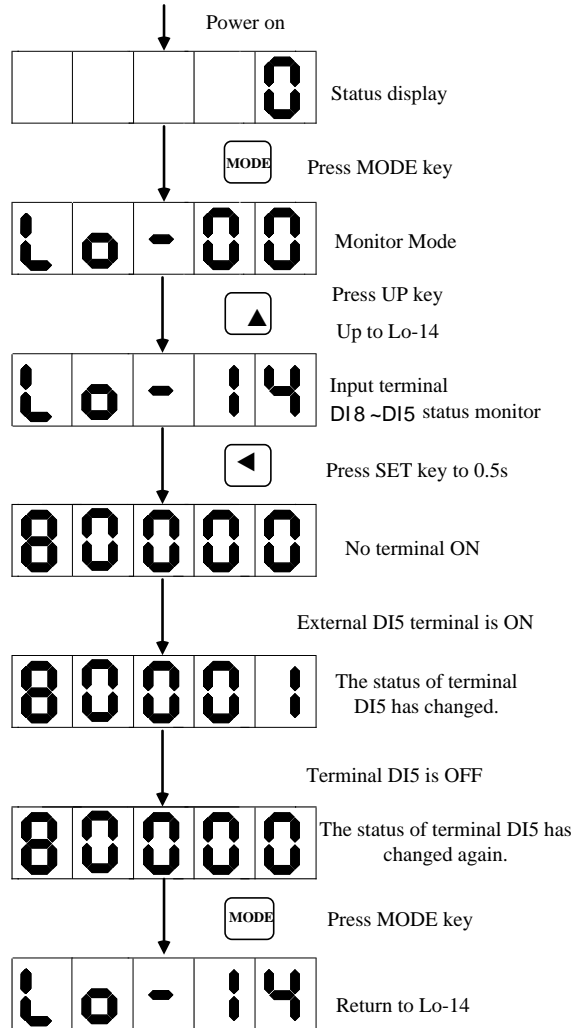 Power on
0
Status display
MODE
Press MODE key
Lo-00
Monitor Mode
Press UP key
Up to Lo-14
Lo-14
Input terminal
DI8 ~DI5 status monitor
Press SET key to 0.5s
80000
No terminal ON
External DI5 terminal is ON
80001
The status of terminal
DI5 has changed.
Terminal DI5 is OFF
80000
The status of terminal DI5 has
changed again.
MODE
Press MODE key
Lo-14
Return to Lo-14